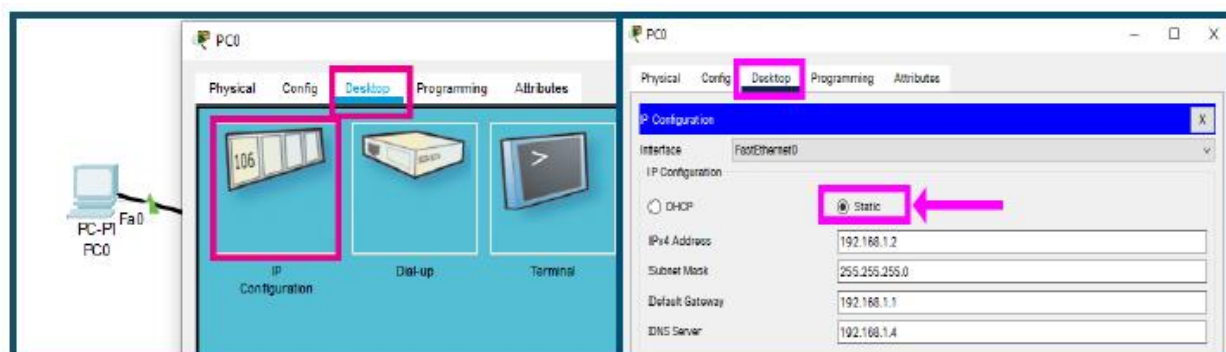 PC-PT
PC0
Fa0
PC0
Physical Config Desktop Programming Attributes
106
>
IP
Configuration
Dial-up
Terminal
PC0
Physical Config Desktop Programming Attributes
IP Configuration
X
Interface FastEthernet0
IP Configuration
DHCP Static
IPv4 Address 192.168.1.2
Subnet Mask 255.255.255.0
Default Gateway 192.168.1.1
DNS Server 192.168.1.4